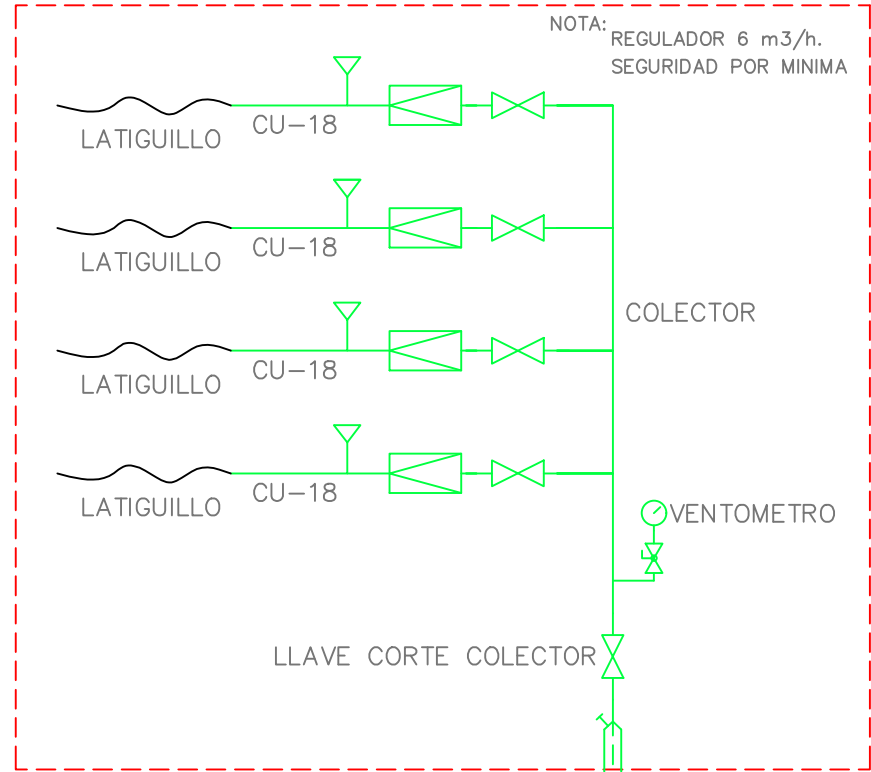 NOTA:
REGULADOR 6 m3/h.
SEGURIDAD POR MINIMA
LATIGUILLO
CU-18
LATIGUILLO
CU-18
COLECTOR
LATIGUILLO
CU-18
LATIGUILLO
CU-18
VENTOMETRO
LLAVE CORTE COLECTOR